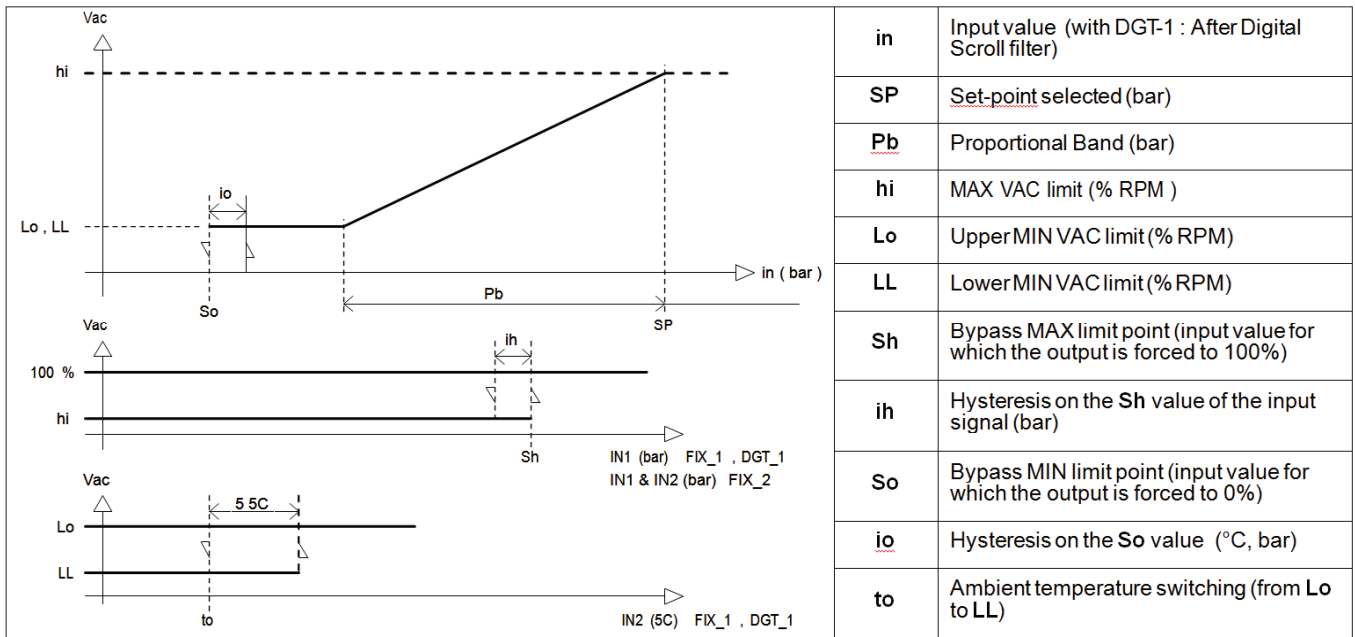 Vac
hi
io
Lo , LL
in ( bar )
Pb
So
SP
Vac
ih
100 %
hi
Sh
IN1 (bar) FIX_1 , DGT_1
IN1 & IN2 (bar) FIX_2
Vac
5 5C
Lo
LL
to
IN2 (5C) FIX_1 , DGT_1
in
Input value (with DGT-1 : After Digital
Scroll filter)
SP
Set-point selected (bar)
Pb
Proportional Band (bar)
hi
MAX VAC limit (% RPM )
Lo
Upper MIN VAC limit (% RPM)
LL
Lower MIN VAC limit (% RPM)
Sh
Bypass MAX limit point (input value for
which the output is forced to 100%)
ih
Hysteresis on the Sh value of the input
signal (bar)
So
Bypass MIN limit point (input value for
which the output is forced to 0%)
io
Hysteresis on the So value (°C, bar)
to
Ambient temperature switching (from Lo
to LL)